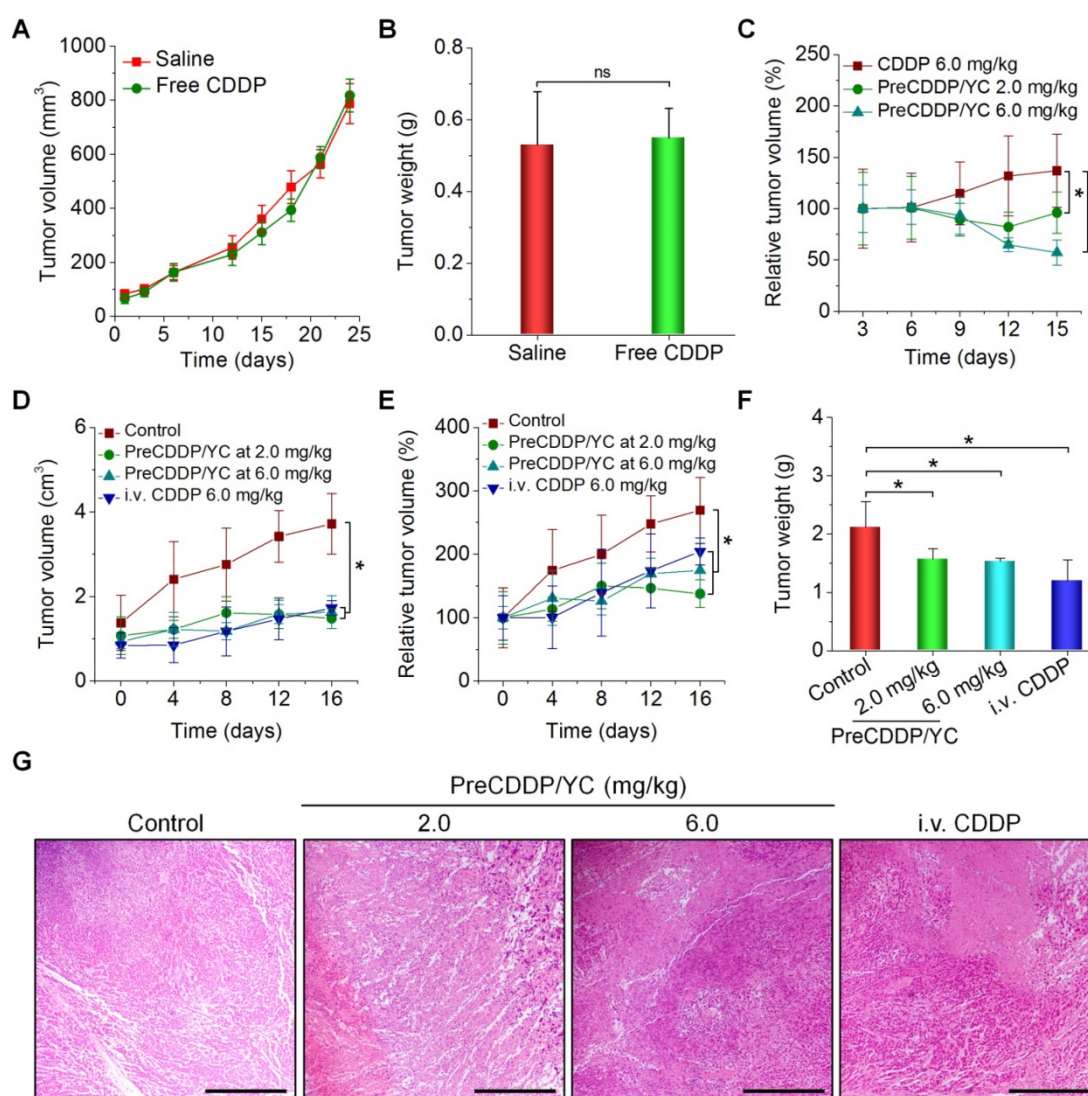 A
Tumor volume (mm³)
1000
800
600
400
200
0
Saline
Free CDDP
0 5 10 15 20 25
Time (days)
B
Tumor weight (g)
0.8
0.6
0.4
0.2
0.0
ns
Saline Free CDDP
C
Relative tumor volume (%)
250
200
150
100
50
0
CDDP 6.0 mg/kg
PreCDDP/YC 2.0 mg/kg
PreCDDP/YC 6.0 mg/kg
*
3 6 9 12 15
Time (days)
D
Tumor volume (cm³)
6
4
2
0
Control
PreCDDP/YC at 2.0 mg/kg
PreCDDP/YC at 6.0 mg/kg
i.v. CDDP 6.0 mg/kg
*
0 4 8 12 16
Time (days)
E
Relative tumor volume (%)
400
300
200
100
0
Control
PreCDDP/YC at 2.0 mg/kg
PreCDDP/YC at 6.0 mg/kg
i.v. CDDP 6.0 mg/kg
*
0 4 8 12 16
Time (days)
F
Tumor weight (g)
4
3
2
1
0
*
*
*
Control 2.0 mg/kg 6.0 mg/kg i.v. CDDP
PreCDDP/YC
G
PreCDDP/YC (mg/kg)
Control 2.0 6.0 i.v. CDDP